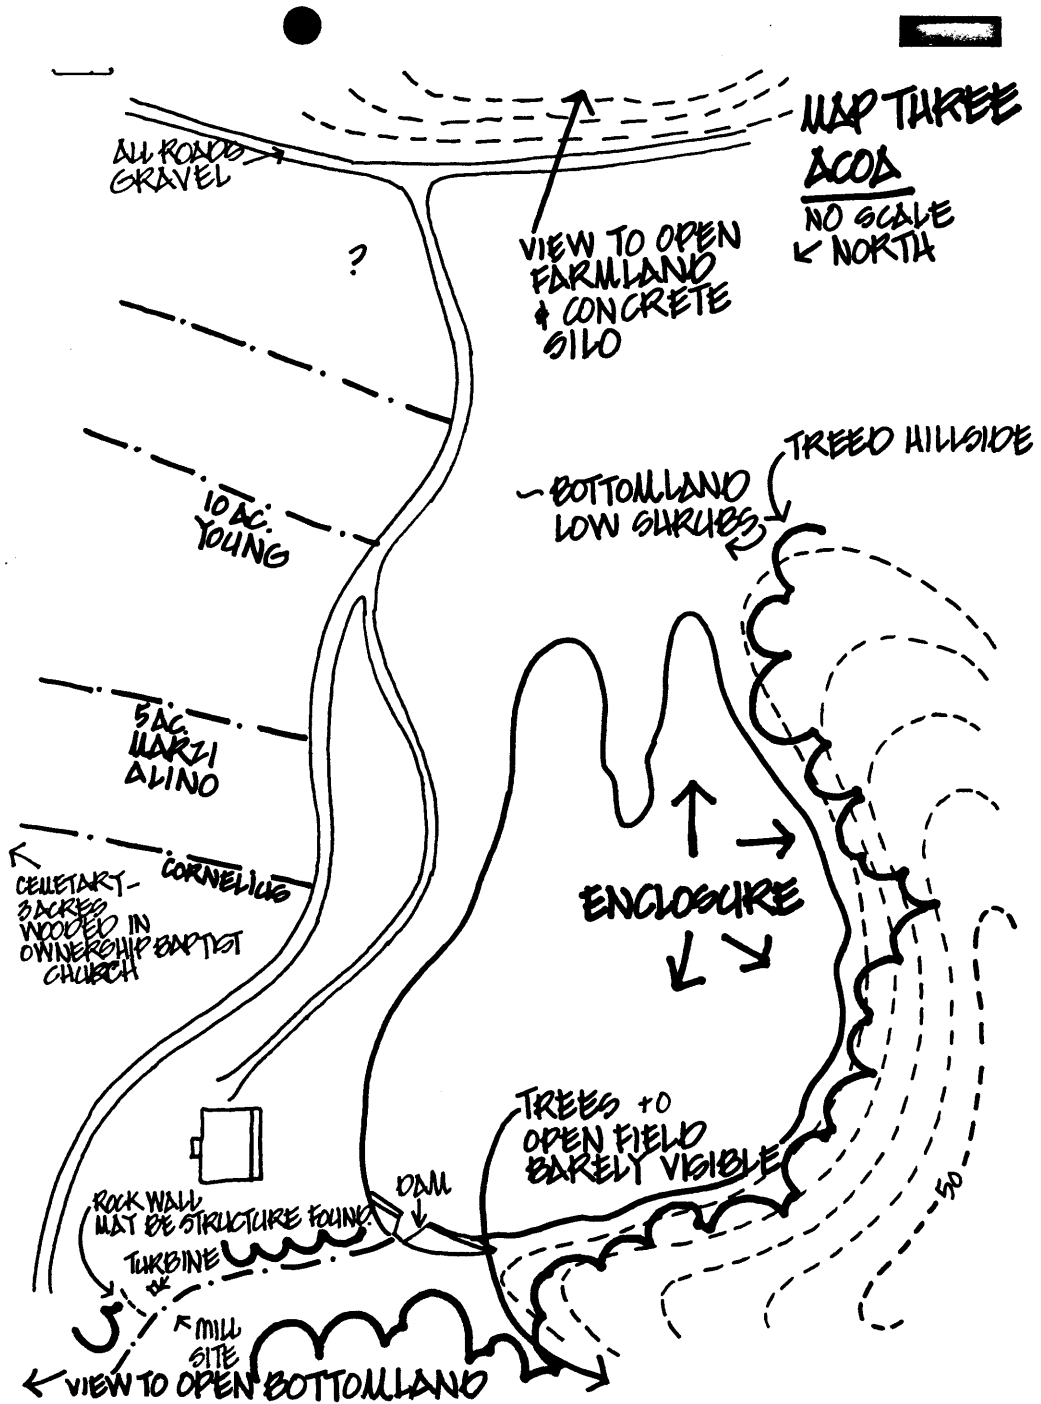 MAP THREE
ACOA
NO SCALE
NORTH
ALL ROADS
GRAVEL
?
VIEW TO OPEN
FARMLAND
& CONCRETE
SILO
TREED HILLSIDE
~ BOTTOMLAND
LOW SHRUBS
10 AC.
YOUNG
5 AC.
MARZI
ALINO
CORNELIUS
CEMETARY-
3 ACRES
WOODED IN
OWNERSHIP BAPTIST
CHURCH
ENCLOSURE
TREES TO
OPEN FIELD
BARELY VISIBLE
DAM
ROCK WALL
MAY BE STRUCTURE FOUND.
TURBINE
50
MILL
SITE
VIEW TO OPEN BOTTOMLAND